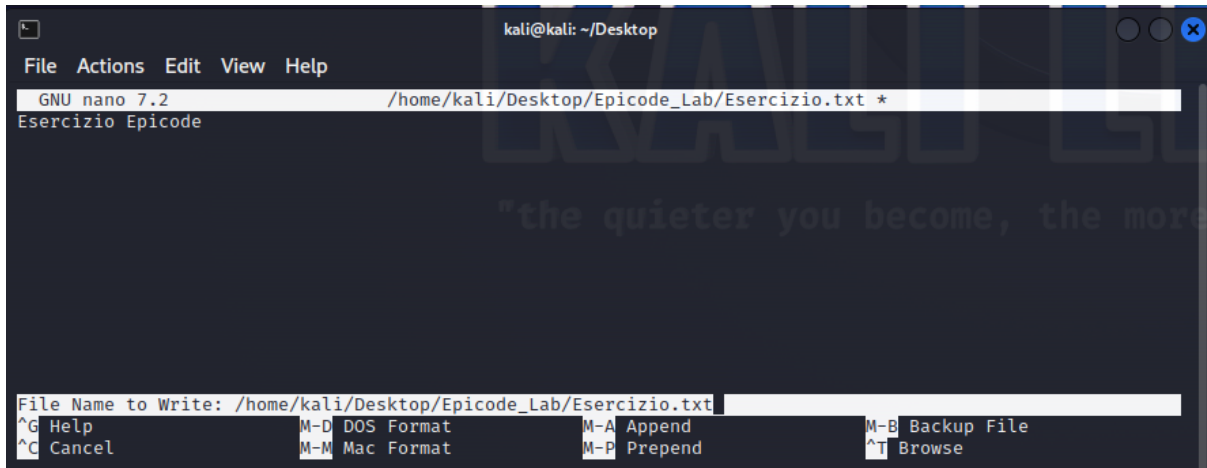 kali@kali: ~/Desktop
File Actions Edit View Help
GNU nano 7.2 /home/kali/Desktop/Epicode_Lab/Esercizio.txt *
Esercizio Epicode
KALI LI
"the quieter you become, the more
File Name to Write: /home/kali/Desktop/Epicode_Lab/Esercizio.txt
^G Help M-D DOS Format M-A Append M-B Backup File
^C Cancel M-M Mac Format M-P Prepend ^T Browse